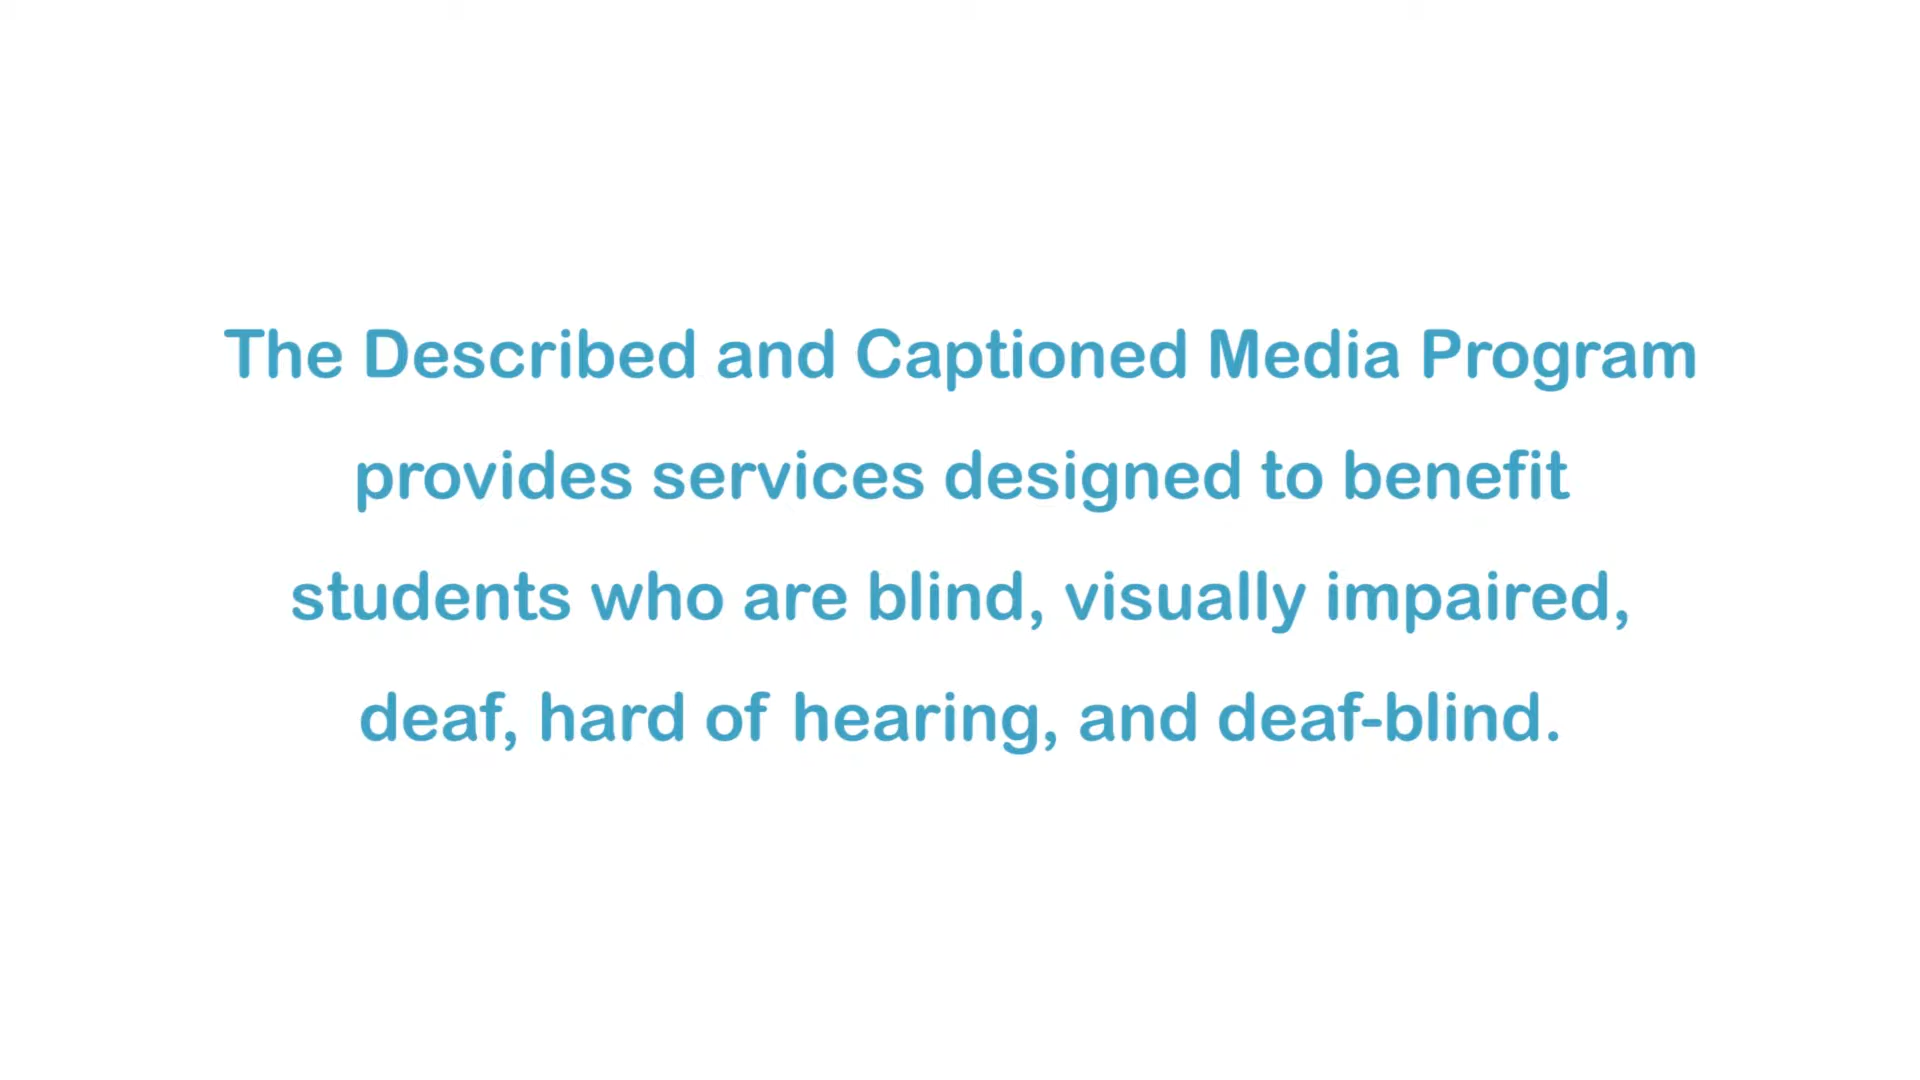 The Described and Captioned Media Program
provides services designed to benefit
students who are blind, visually impaired,
deaf, hard of hearing, and deaf-blind.